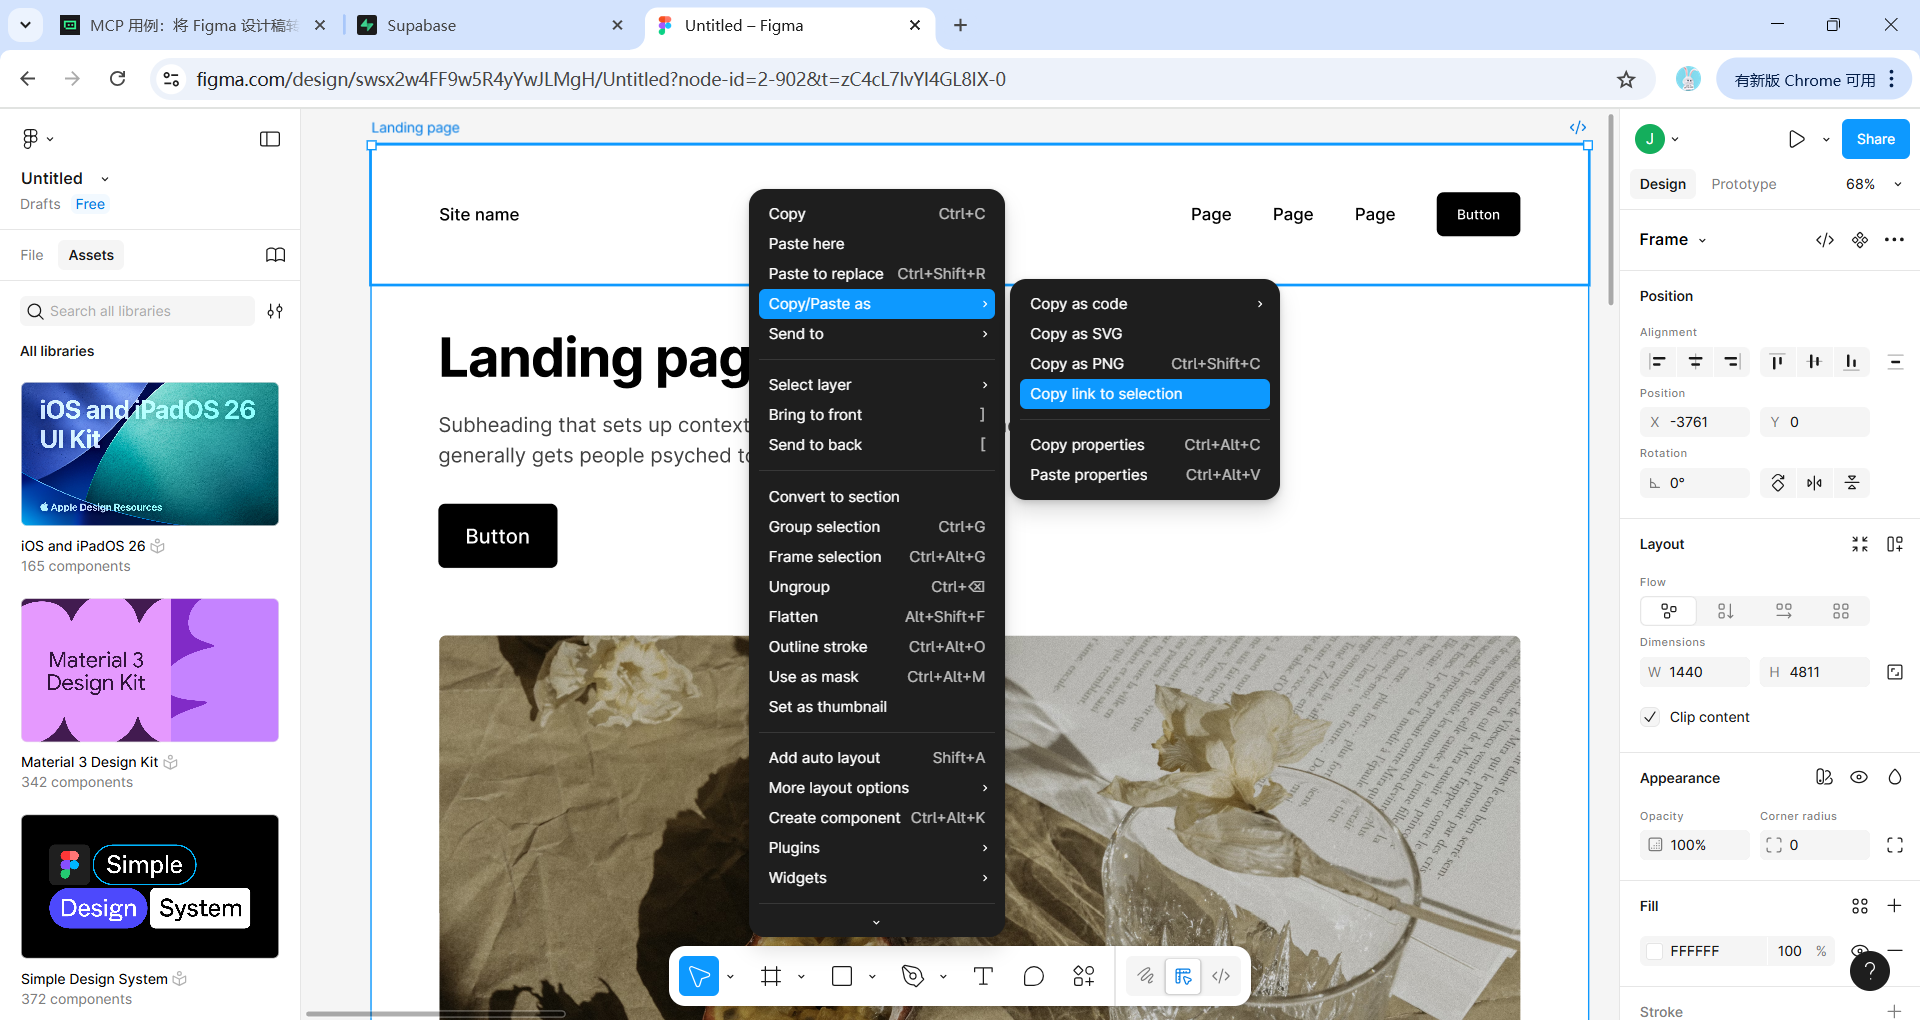 MCP 用例：将 Figma 设计稿转
Supabase
Untitled – Figma
figma.com/design/swsx2w4FF9w5R4yYwJLMgH/Untitled?node-id=2-902&t=zC4cL7lvYI4GL8IX-0
有新版 Chrome 可用
Untitled
Drafts Free
File Assets
Search all libraries
All libraries
iOS and iPadOS 26
UI Kit
Apple Design Resources
iOS and iPadOS 26
165 components
Material 3
Design Kit
Material 3 Design Kit
342 components
Simple
Design System
Simple Design System
372 components
Landing page
Site name
Page Page Page Button
Landing pag
Subheading that sets up context
generally gets people psyched to
Button
Copy Ctrl+C
Paste here
Paste to replace Ctrl+Shift+R
Copy/Paste as
Send to
Select layer
Bring to front ]
Send to back [
Convert to section
Group selection Ctrl+G
Frame selection Ctrl+Alt+G
Ungroup Ctrl+⌫
Flatten Alt+Shift+F
Outline stroke Ctrl+Alt+O
Use as mask Ctrl+Alt+M
Set as thumbnail
Add auto layout Shift+A
More layout options
Create component Ctrl+Alt+K
Plugins
Widgets
Copy as code
Copy as SVG
Copy as PNG Ctrl+Shift+C
Copy link to selection
Copy properties Ctrl+Alt+C
Paste properties Ctrl+Alt+V
J
Share
Design Prototype 68%
Frame
Position
Alignment
Position
X -3761 Y 0
Rotation
0°
Layout
Flow
Dimensions
W 1440 H 4811
Clip content
Appearance
Opacity Corner radius
100% 0
Fill
FFFFFF 100 %
?
Stroke